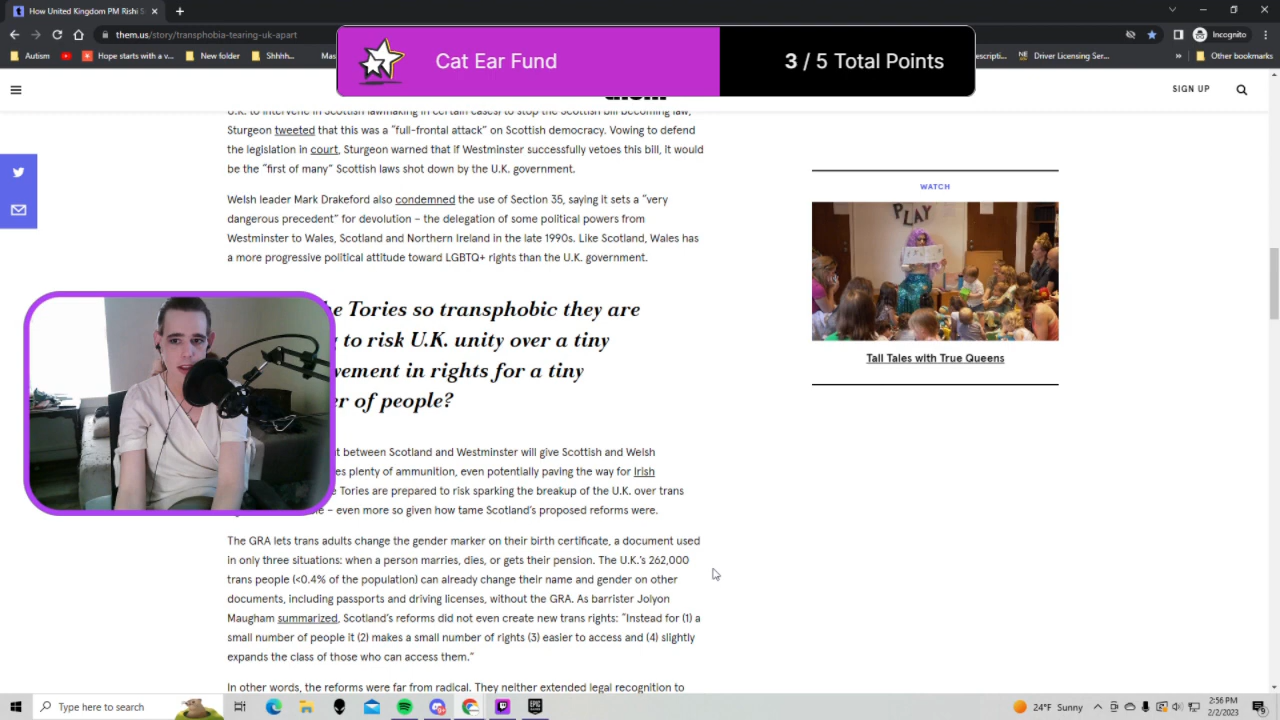 How United Kingdom PM Rishi S
them.us/story/transphobia-tearing-uk-apart
Incognito
Autism
Hope starts with a v...
Shhhh...
Driver Licensing Ser...
Other bookmarks
Cat Ear Fund
3 / 5 Total Points
SIGN UP
U.K. to intervene in Scottish lawmaking in certain cases) to stop the Scottish bill becoming law,
Sturgeon tweeted that this was a “full-frontal attack” on Scottish democracy. Vowing to defend
the legislation in court, Sturgeon warned that if Westminster successfully vetoes this bill, it would
be the “first of many” Scottish laws shot down by the U.K. government.
Welsh leader Mark Drakeford also condemned the use of Section 35, saying it sets a “very
dangerous precedent” for devolution – the delegation of some political powers from
Westminster to Wales, Scotland and Northern Ireland in the late 1990s. Like Scotland, Wales has
a more progressive political attitude toward LGBTQ+ rights than the U.K. government.
WATCH
PLAY
Tall Tales with True Queens
Tories so transphobic they are
to risk U.K. unity over a tiny
in rights for a tiny
of people?
between Scotland and Westminster will give Scottish and Welsh
plenty of ammunition, even potentially paving the way for Irish
Tories are prepared to risk sparking the breakup of the U.K. over trans
– even more so given how tame Scotland’s proposed reforms were.
The GRA lets trans adults change the gender marker on their birth certificate, a document used
in only three situations: when a person marries, dies, or gets their pension. The U.K.’s 262,000
trans people (<0.4% of the population) can already change their name and gender on other
documents, including passports and driving licenses, without the GRA. As barrister Jolyon
Maugham summarized, Scotland’s reforms did not even create new trans rights: “Instead for (1) a
small number of people it (2) makes a small number of rights (3) easier to access and (4) slightly
expands the class of those who can access them.”
In other words, the reforms were far from radical. They neither extended legal recognition to
Type here to search
24°F Sunny
2:56 PM
2/2/2023